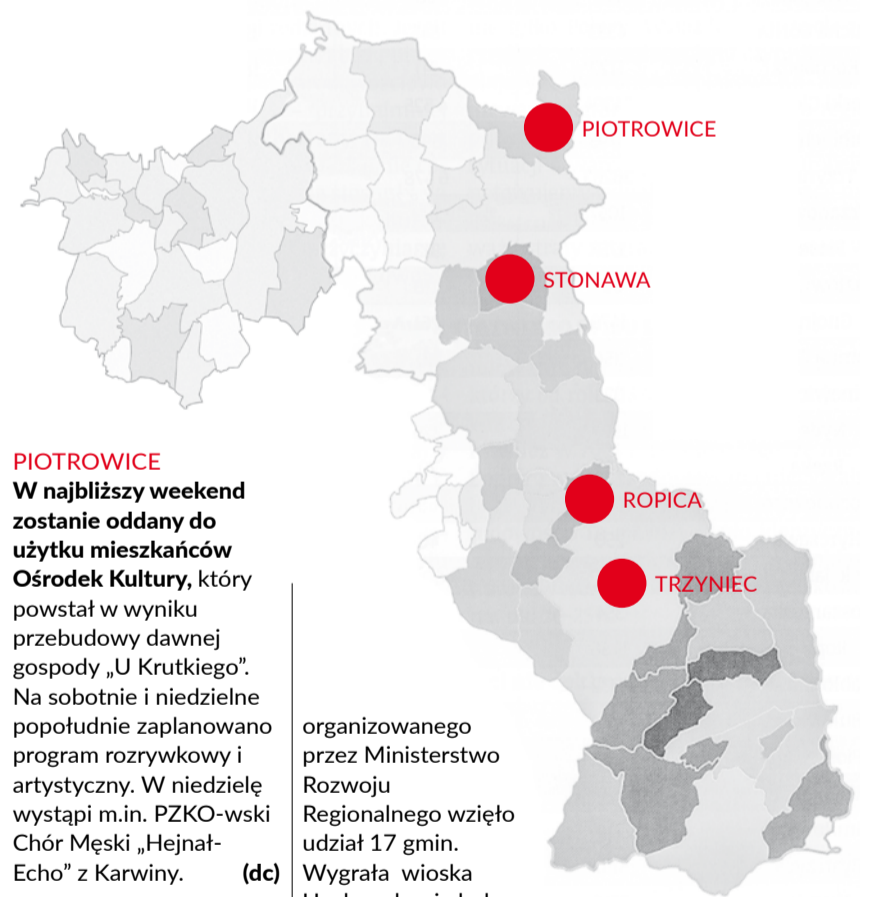 PIOTROWICE
STONAWA
ROPICA
TRZYNIEC
PIOTROWICE
W najbliższy weekend
zostanie oddany do
użytku mieszkańców
Ośrodek Kultury, który
powstał w wyniku
przebudowy dawnej
gospody „U Krutkiego”.
Na sobotnie i niedzielne
popołudnie zaplanowano
program rozrywkowy i
artystyczny. W niedzielę
wystąpi m.in. PZKO-wski
Chór Męski „Hejnał-
Echo” z Karwiny. (dc)
organizowanego
przez Ministerstwo
Rozwoju
Regionalnego wzięło
udział 17 gmin.
Wygrała wioska